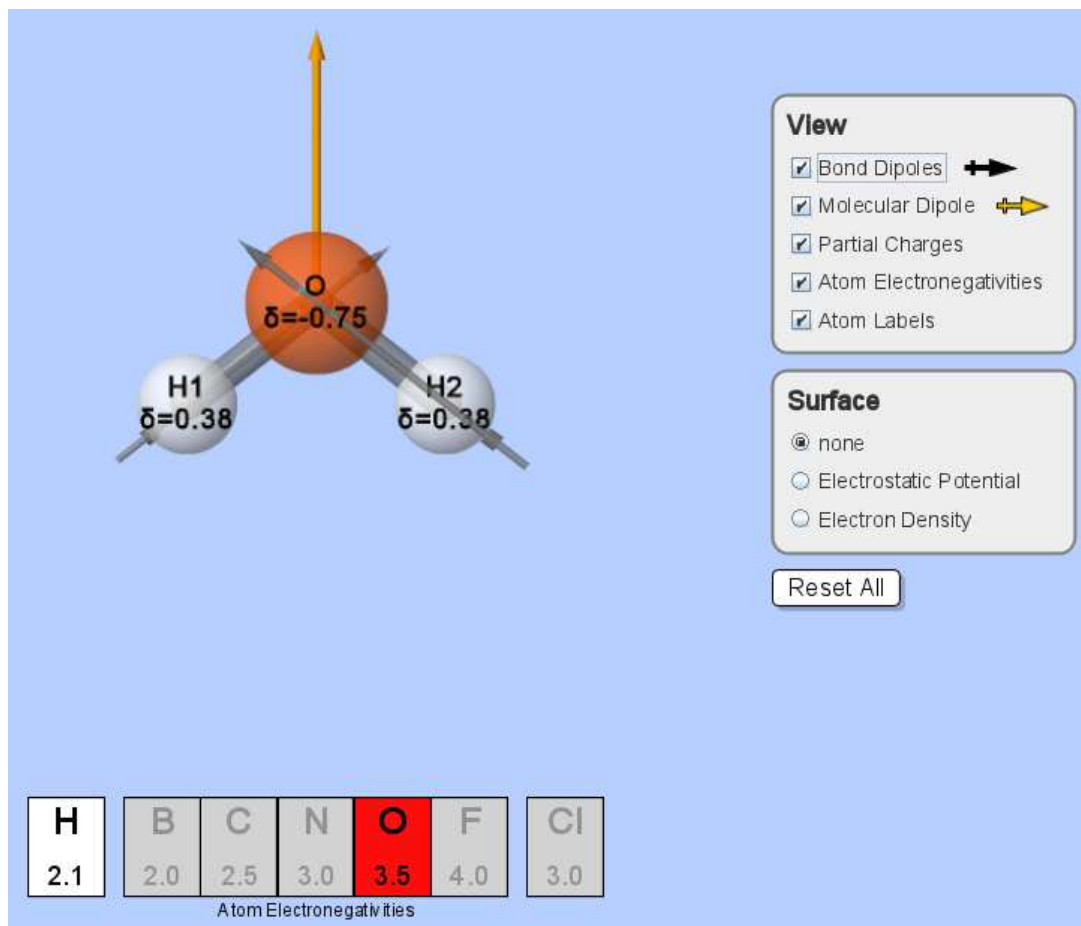 O
δ=-0.75
H1
δ=0.38
H2
δ=0.38
View
Bond Dipoles
Molecular Dipole
Partial Charges
Atom Electronegativities
Atom Labels
Surface
none
Electrostatic Potential
Electron Density
Reset All
H B C N O F Cl
2.1 2.0 2.5 3.0 3.5 4.0 3.0
Atom Electronegativities